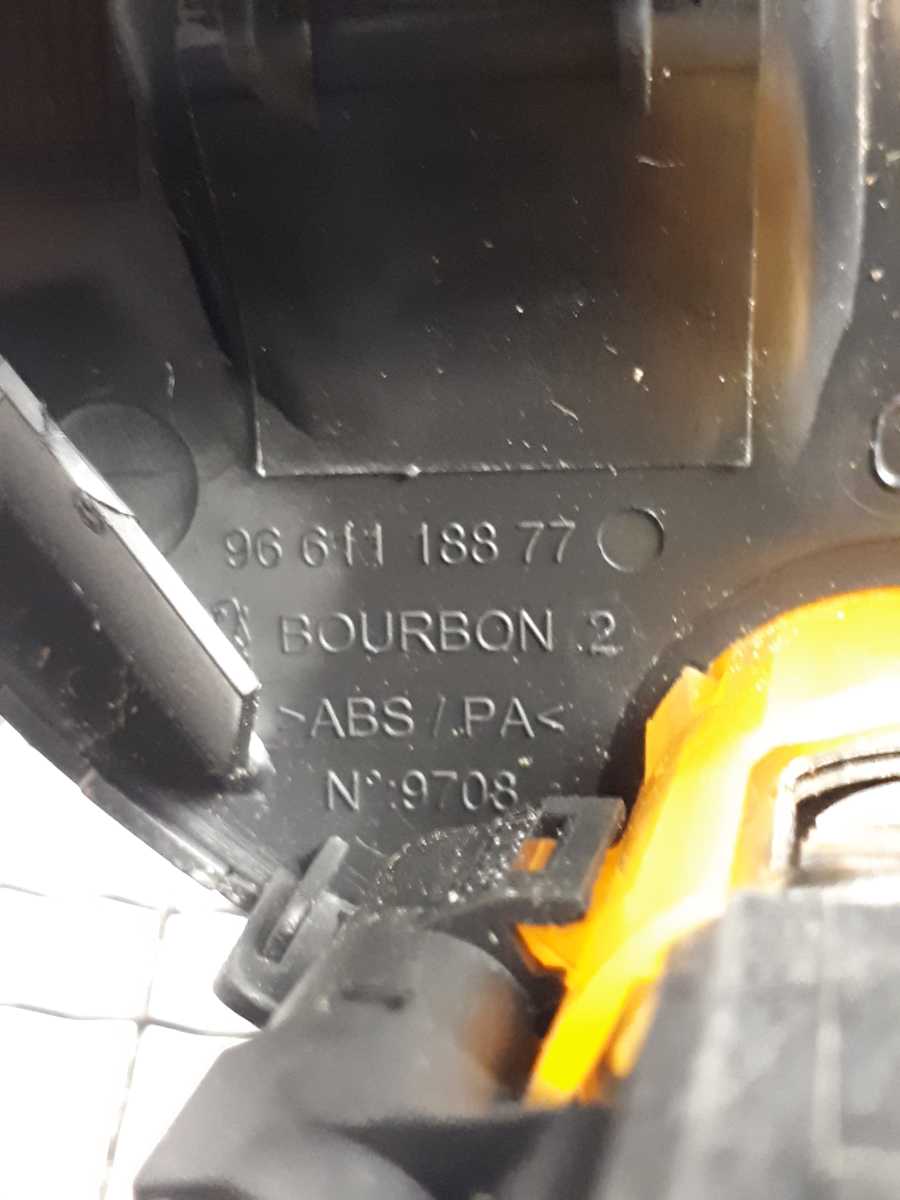 96 611 188 77
BOURBON 2
>ABS / PA<
N°:9708